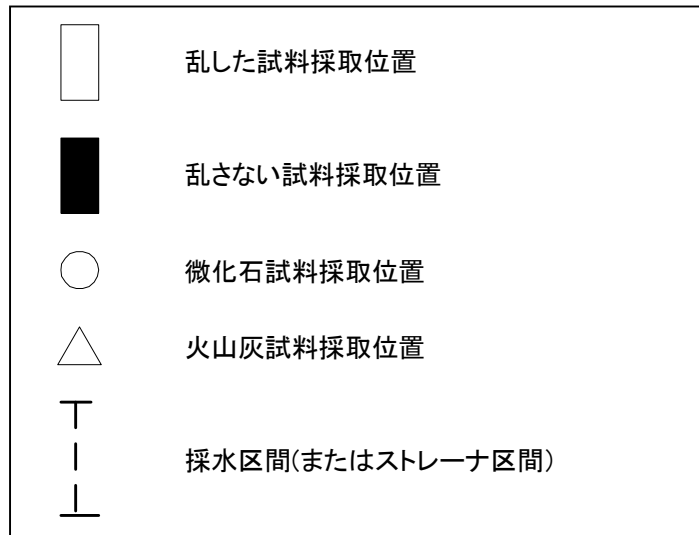 乱した試料採取位置
乱さない試料採取位置
微化石試料採取位置
火山灰試料採取位置
採水区間(またはストレーナ区間)